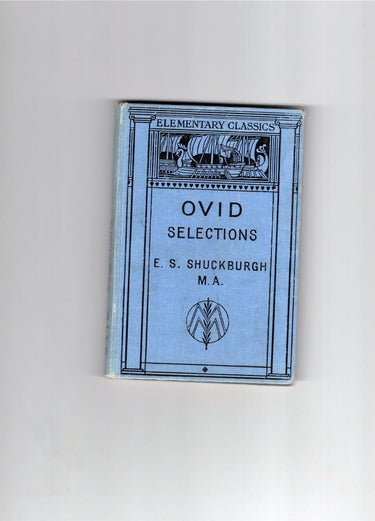 ELEMENTARY CLASSICS
OVID
SELECTIONS
E. S. SHUCKBURGH
M.A.